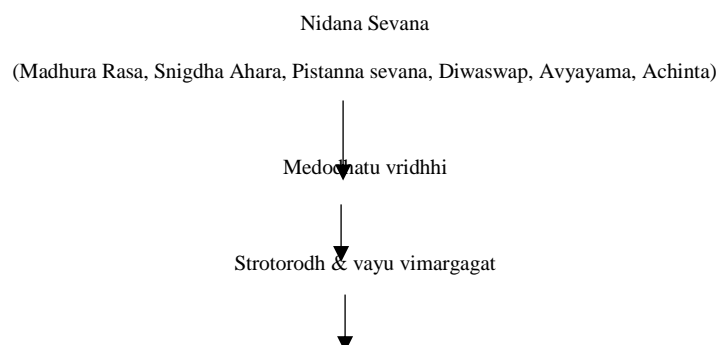 Nidana Sevana
(Madhura Rasa, Snigdha Ahara, Pistanna sevana, Diwaswap, Avyayama, Achinta)
Medodhatu vridhhi
Strotorodh & vayu vimargagat